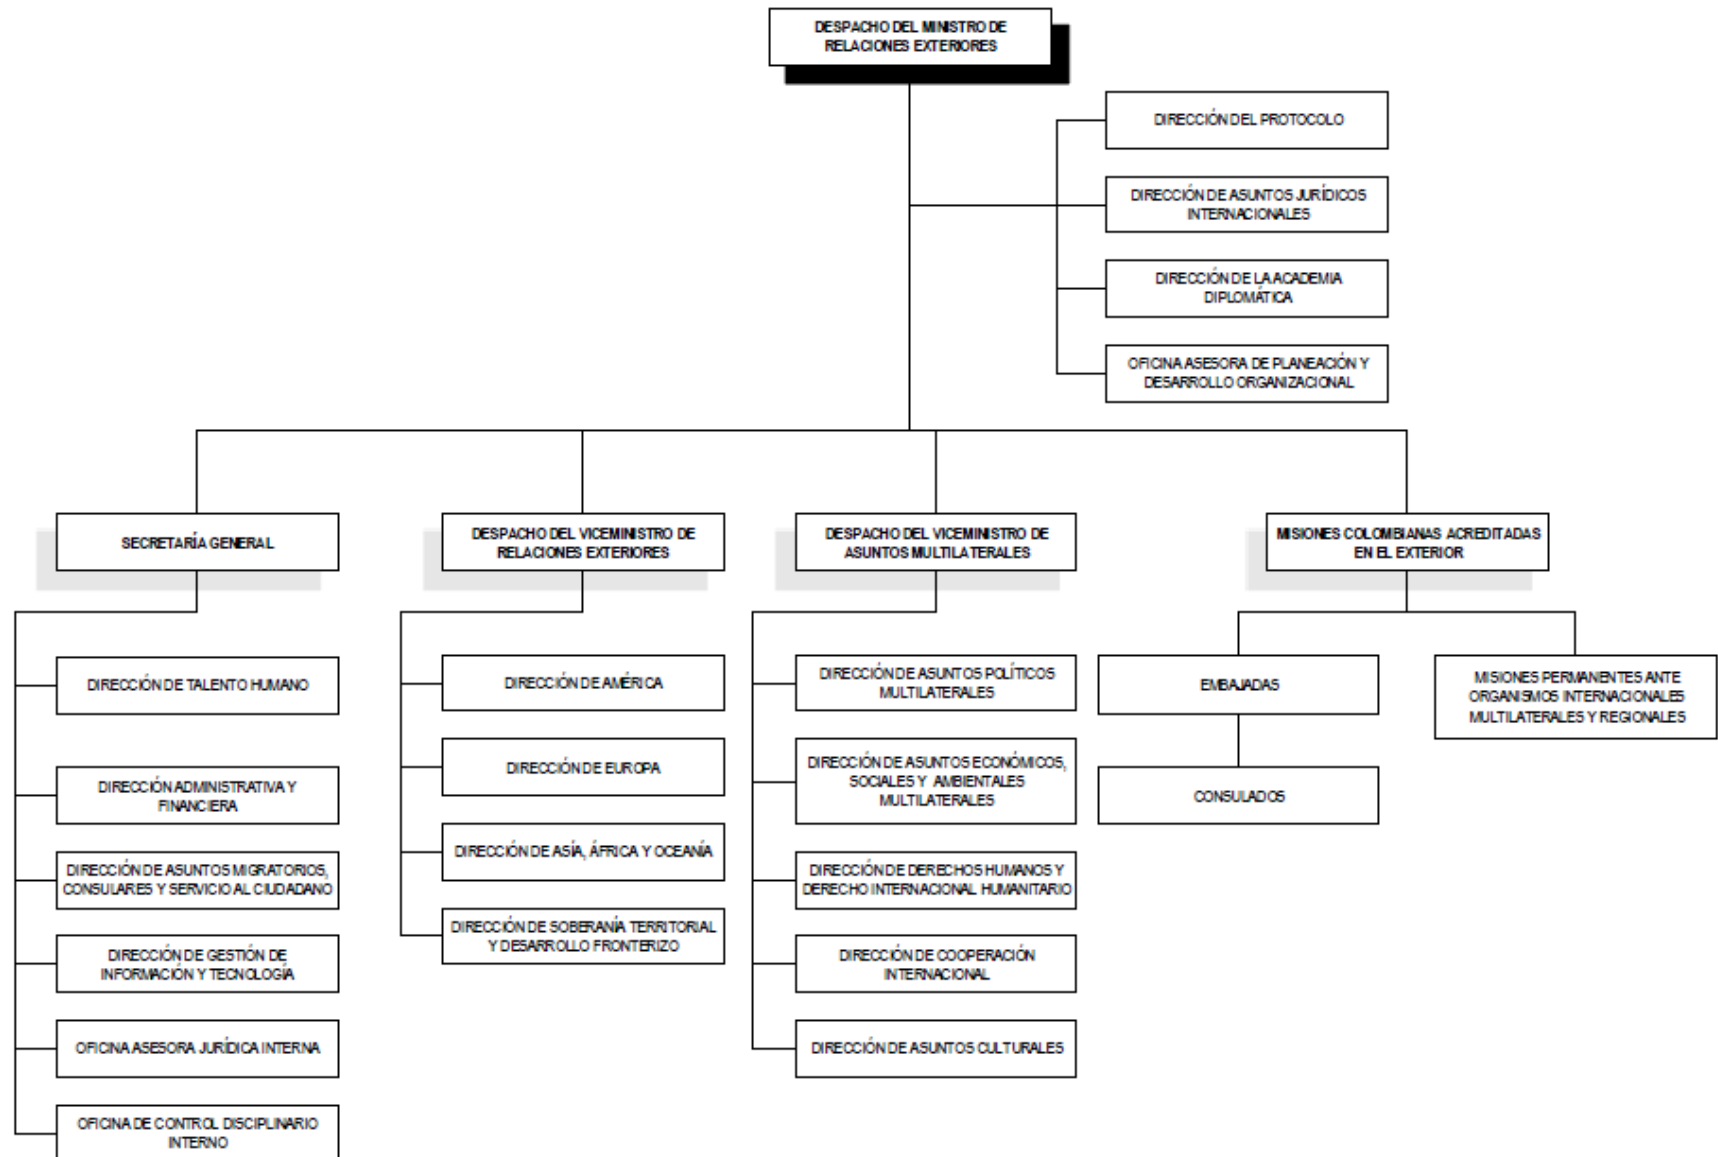 DESPACHO DEL MINISTRO DE
RELACIONES EXTERIORES
DIRECCIÓN DEL PROTOCOLO
DIRECCIÓN DE ASUNTOS JURÍDICOS
INTERNACIONALES
DIRECCIÓN DE LA ACADEMIA
DIPLOMÁTICA
OFICINA ASESORA DE PLANEACIÓN Y
DESARROLLO ORGANIZACIONAL
SECRETARÍA GENERAL
DESPACHO DEL VICEMINISTRO DE
RELACIONES EXTERIORES
DESPACHO DEL VICEMINISTRO DE
ASUNTOS MULTILATERALES
MISIONES COLOMBIANAS ACREDITADAS
EN EL EXTERIOR
DIRECCIÓN DE TALENTO HUMANO
DIRECCIÓN ADMINISTRATIVA Y
FINANCIERA
DIRECCIÓN DE ASUNTOS MIGRATORIOS,
CONSULARES Y SERVICIO AL CIUDADANO
DIRECCIÓN DE GESTIÓN DE
INFORMACIÓN Y TECNOLOGÍA
OFICINA ASESORA JURÍDICA INTERNA
OFICINA DE CONTROL DISCIPLINARIO
INTERNO
DIRECCIÓN DE AMÉRICA
DIRECCIÓN DE EUROPA
DIRECCIÓN DE ASÍA, ÁFRICA Y OCEANÍA
DIRECCIÓN DE SOBERANÍA TERRITORIAL
Y DESARROLLO FRONTERIZO
DIRECCIÓN DE ASUNTOS POLÍTICOS
MULTILATERALES
DIRECCIÓN DE ASUNTOS ECONÓMICOS,
SOCIALES Y AMBIENTALES
MULTILATERALES
DIRECCIÓN DE DERECHOS HUMANOS Y
DERECHO INTERNACIONAL HUMANITARIO
DIRECCIÓN DE COOPERACIÓN
INTERNACIONAL
DIRECCIÓN DE ASUNTOS CULTURALES
EMBAJADAS
CONSULADOS
MISIONES PERMANENTES ANTE
ORGANISMOS INTERNACIONALES
MULTILATERALES Y REGIONALES